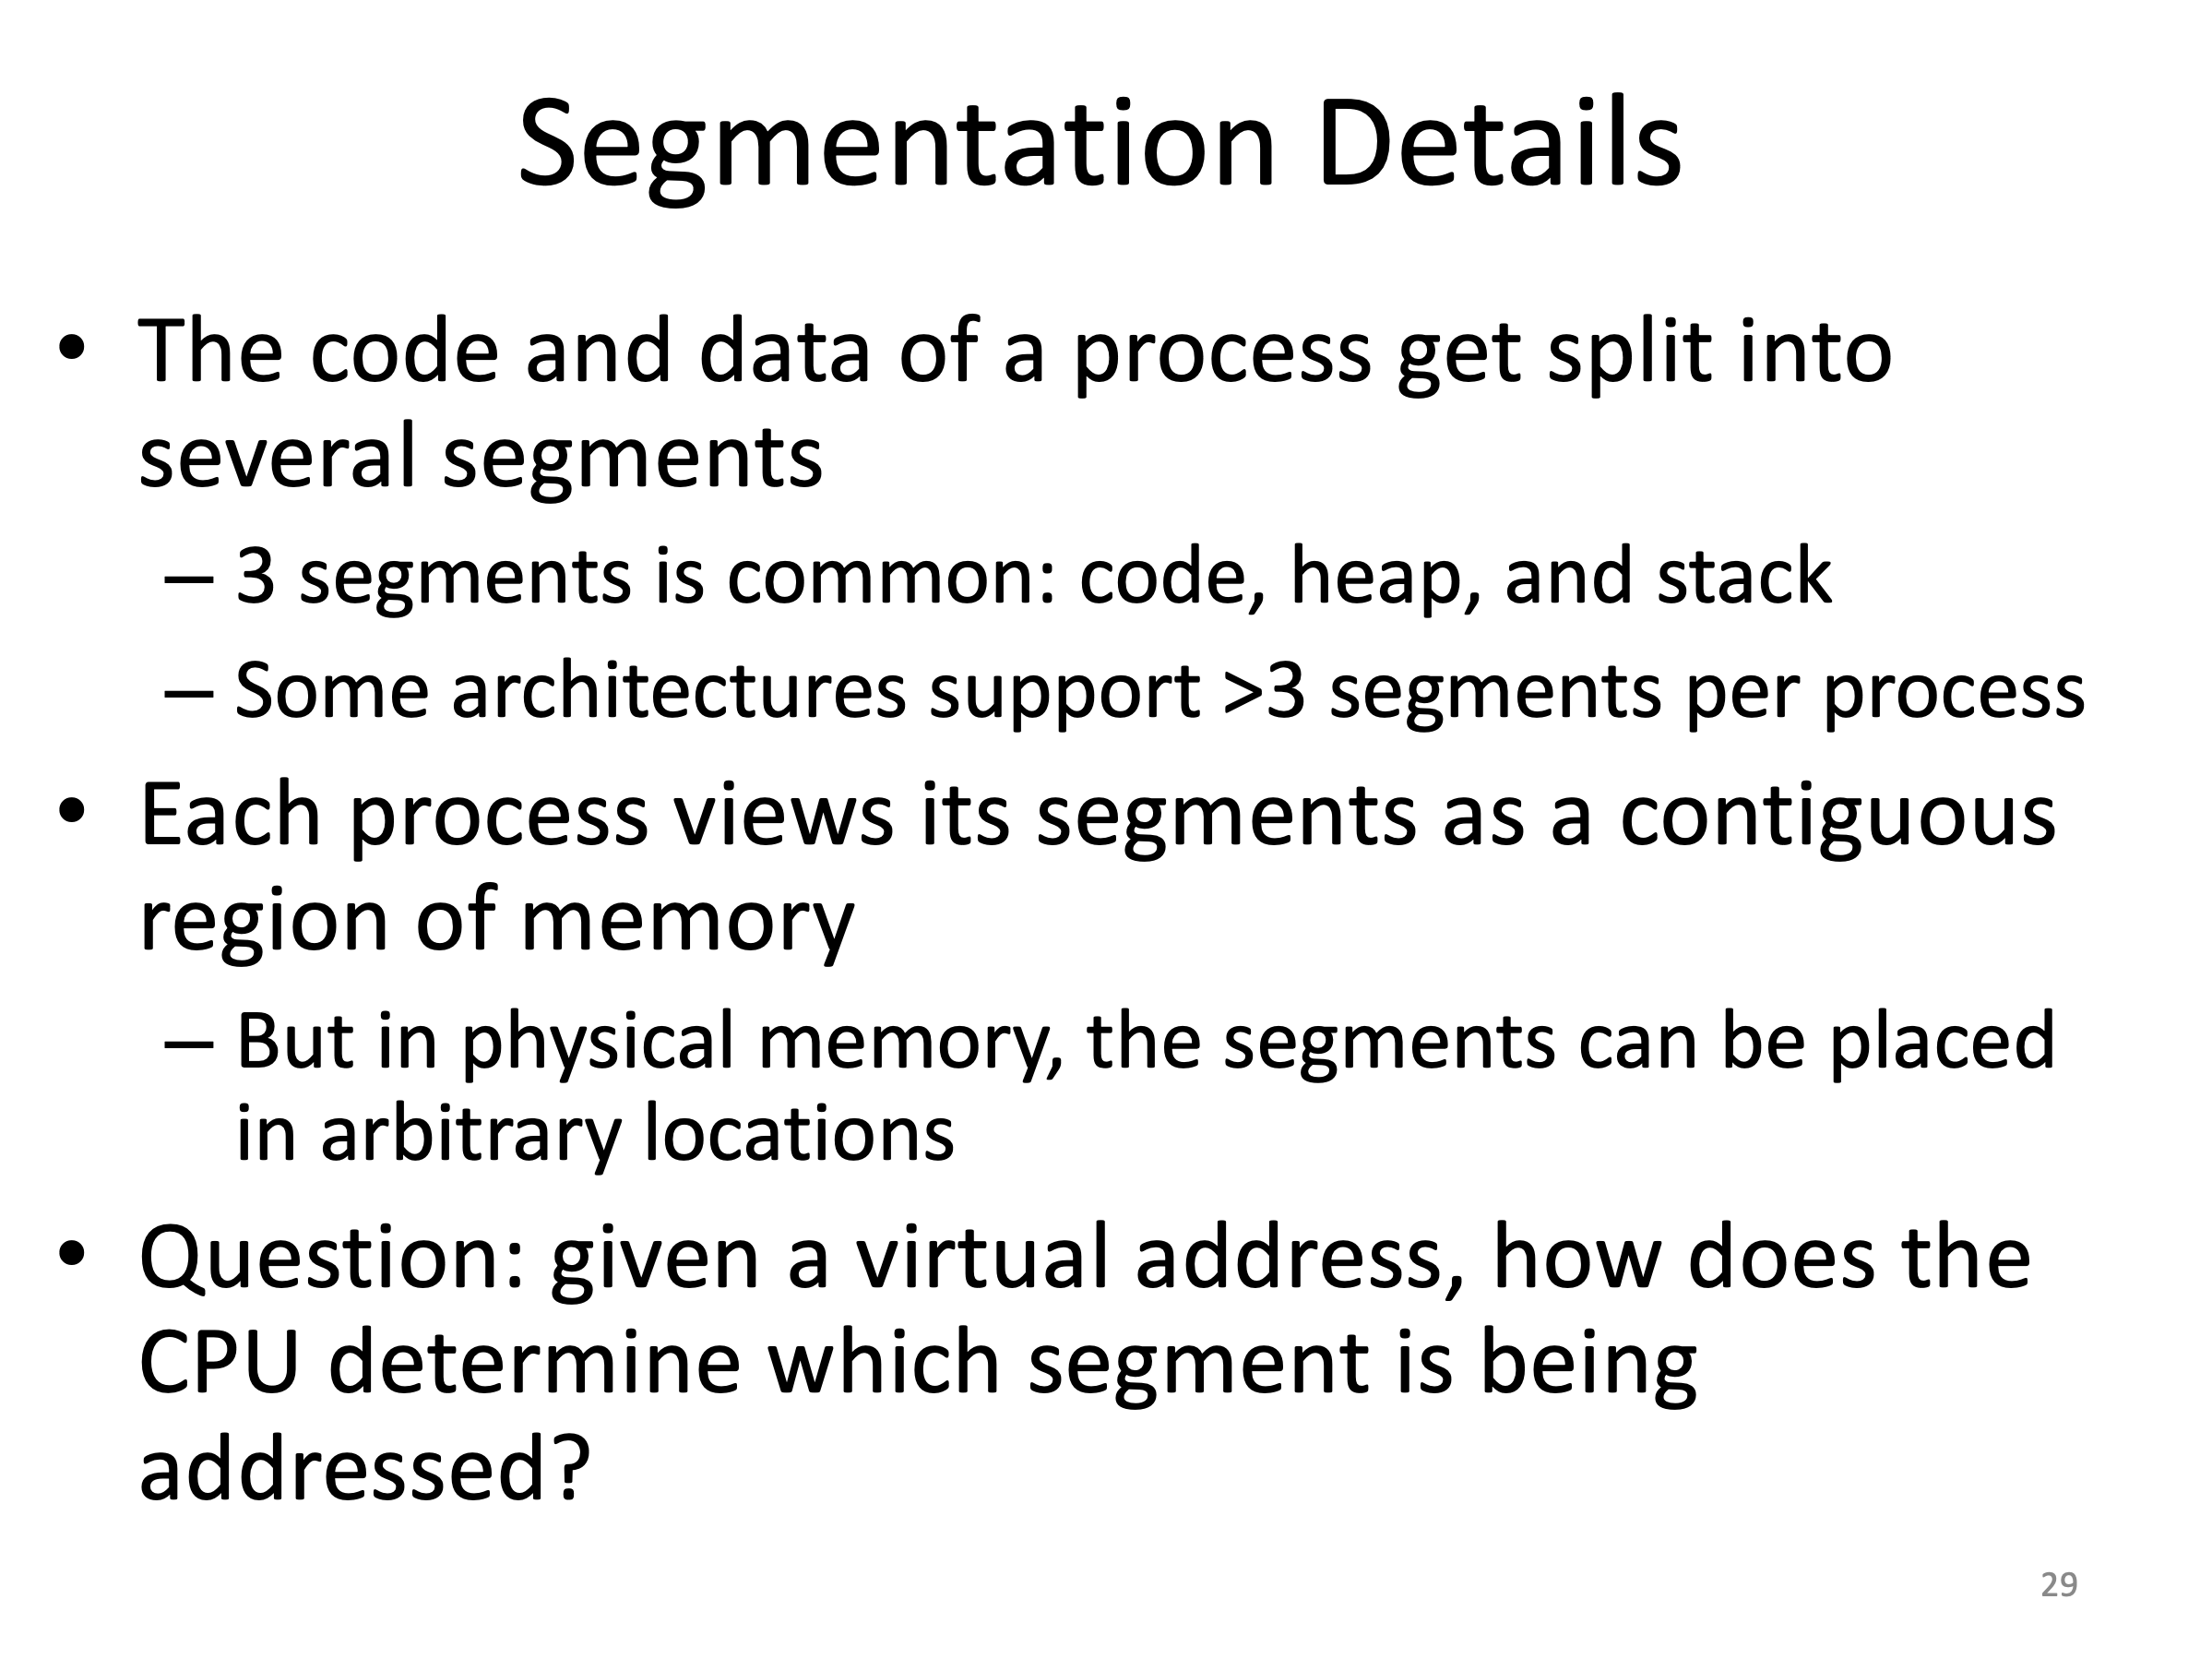 Segmentation Details
• The code and data of a process get split into
several segments
– 3 segments is common: code, heap, and stack
– Some architectures support >3 segments per process
• Each process views its segments as a contiguous
region of memory
– But in physical memory, the segments can be placed
in arbitrary locations
• Question: given a virtual address, how does the
CPU determine which segment is being
addressed?
29